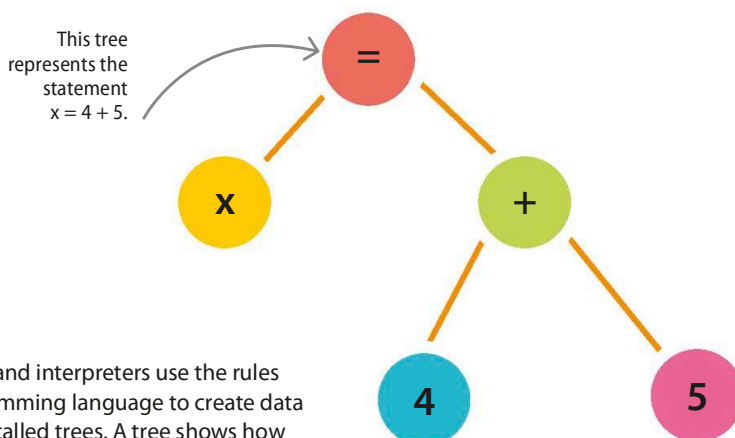 This tree
represents the
statement
x = 4 + 5.
=
x
+
4
5
and interpreters use the rules
mming language to create data
called trees. A tree shows how